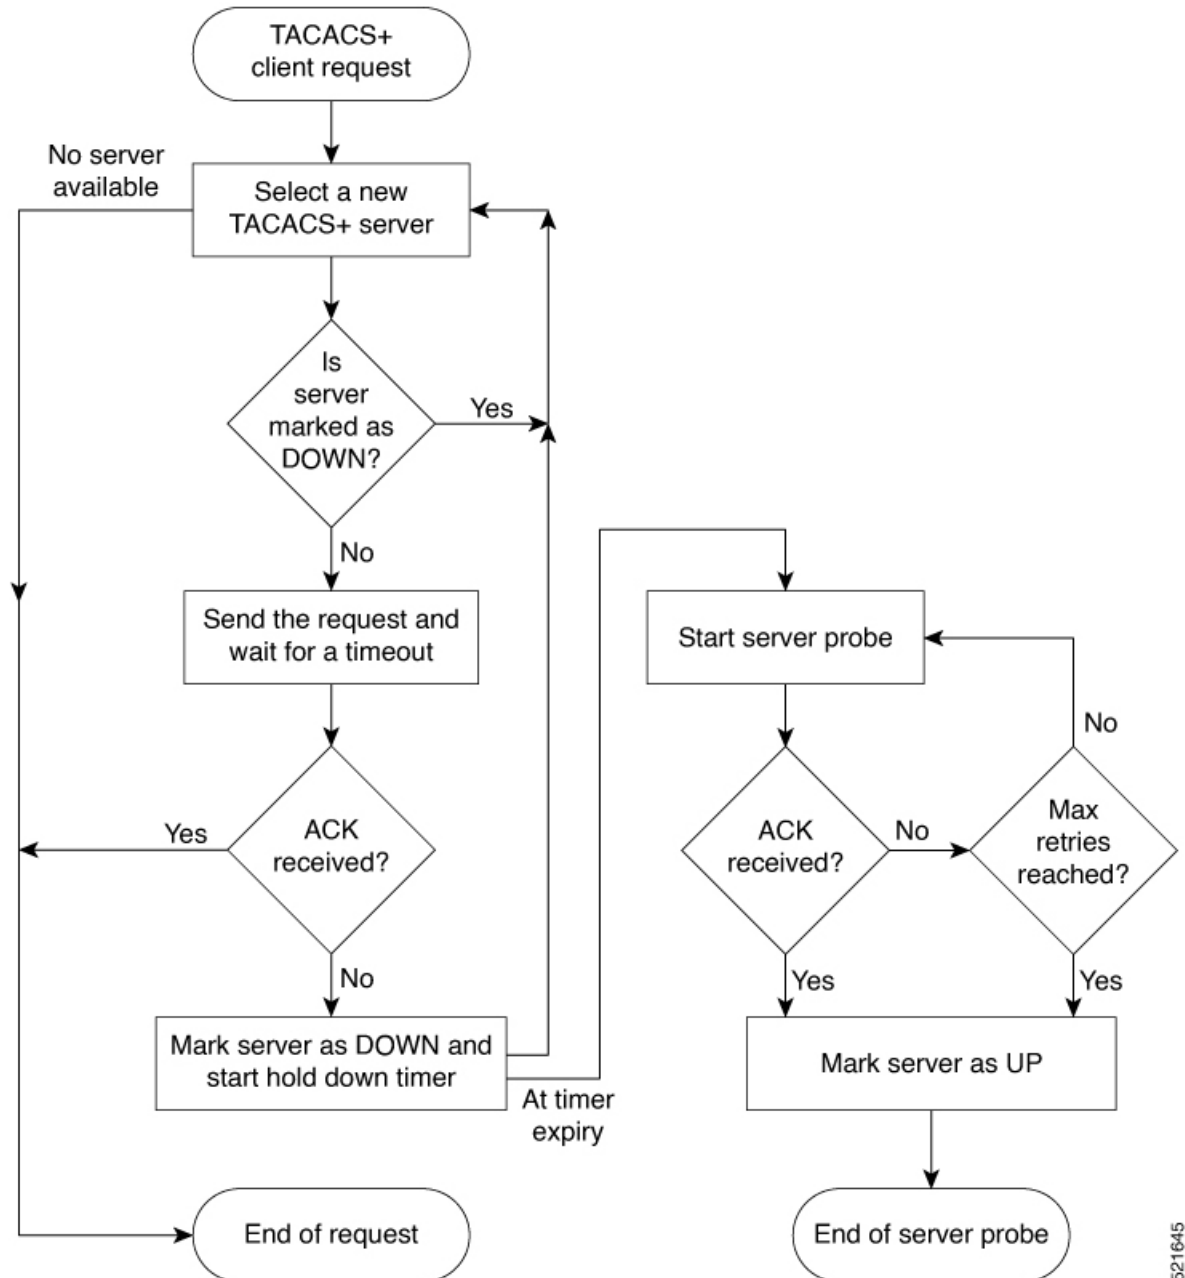 TACACS+
client request
No server
available
Select a new
TACACS+ server
Is
server
marked as
DOWN?
Yes
No
Send the request and
wait for a timeout
Start server probe
No
Yes
ACK
received?
ACK
received?
No
Max
retries
reached?
No
Yes
Yes
Mark server as DOWN and
start hold down timer
At timer
expiry
Mark server as UP
End of request
End of server probe
521645